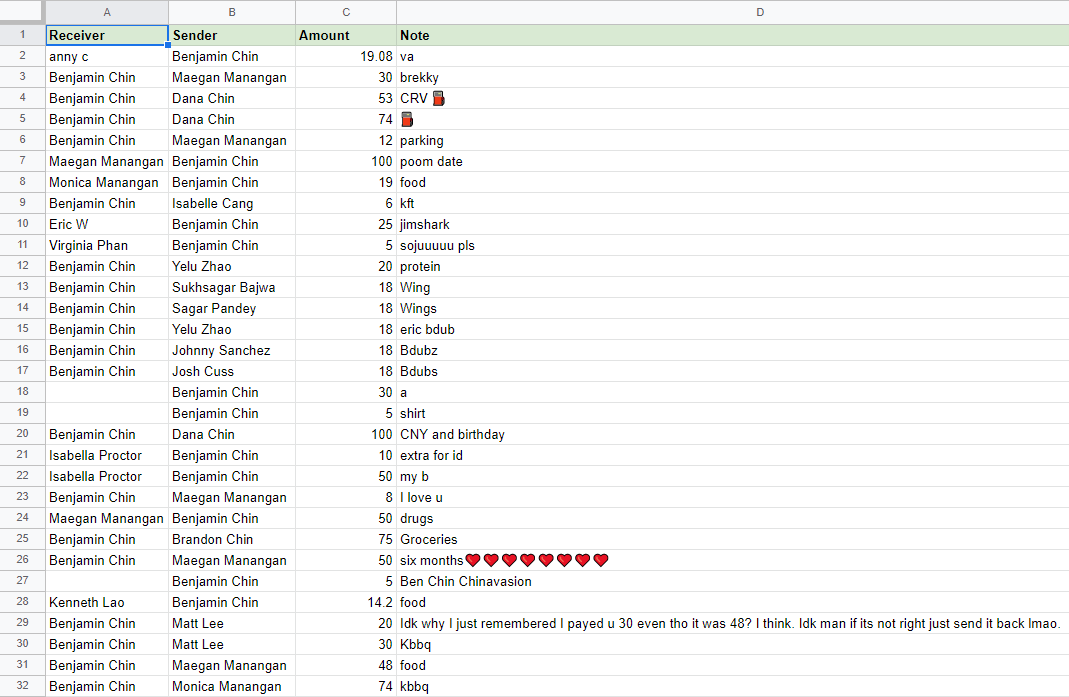 A B C D
1 Receiver Sender Amount Note
2 anny c Benjamin Chin 19.08 va
3 Benjamin Chin Maegan Manangan 30 brekky
4 Benjamin Chin Dana Chin 53 CRV ⛽
5 Benjamin Chin Dana Chin 74 ⛽
6 Benjamin Chin Maegan Manangan 12 parking
7 Maegan Manangan Benjamin Chin 100 poom date
8 Monica Manangan Benjamin Chin 19 food
9 Benjamin Chin Isabelle Cang 6 kft
10 Eric W Benjamin Chin 25 jimshark
11 Virginia Phan Benjamin Chin 5 sojuuuuu pls
12 Benjamin Chin Yelu Zhao 20 protein
13 Benjamin Chin Sukhsagar Bajwa 18 Wing
14 Benjamin Chin Sagar Pandey 18 Wings
15 Benjamin Chin Yelu Zhao 18 eric bdub
16 Benjamin Chin Johnny Sanchez 18 Bdubz
17 Benjamin Chin Josh Cuss 18 Bdubs
18 Benjamin Chin 30 a
19 Benjamin Chin 5 shirt
20 Benjamin Chin Dana Chin 100 CNY and birthday
21 Isabella Proctor Benjamin Chin 10 extra for id
22 Isabella Proctor Benjamin Chin 50 my b
23 Benjamin Chin Maegan Manangan 8 I love u
24 Maegan Manangan Benjamin Chin 50 drugs
25 Benjamin Chin Brandon Chin 75 Groceries
26 Benjamin Chin Maegan Manangan 50 six months❤️❤️❤️❤️❤️❤️❤️❤️
27 Benjamin Chin 5 Ben Chin Chinavasion
28 Kenneth Lao Benjamin Chin 14.2 food
29 Benjamin Chin Matt Lee 20 Idk why I just remembered I payed u 30 even tho it was 48? I think. Idk man if its not right just send it back lmao.
30 Benjamin Chin Matt Lee 30 Kbbq
31 Benjamin Chin Maegan Manangan 48 food
32 Benjamin Chin Monica Manangan 74 kbbq